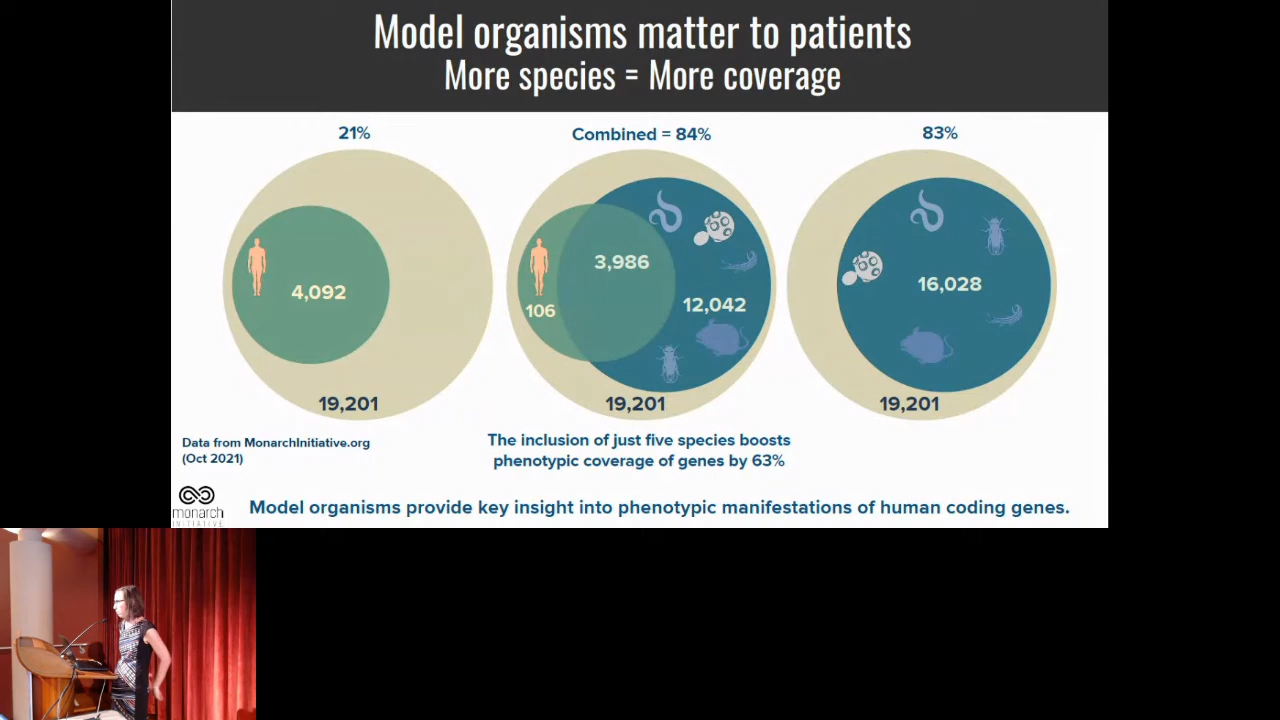 Model organisms matter to patients
More species = More coverage
21%
Combined = 84%
83%
4,092
19,201
3,986
106
12,042
19,201
16,028
19,201
Data from MonarchInitiative.org
(Oct 2021)
The inclusion of just five species boosts
phenotypic coverage of genes by 63%
monarch
INITIATIVE
Model organisms provide key insight into phenotypic manifestations of human coding genes.